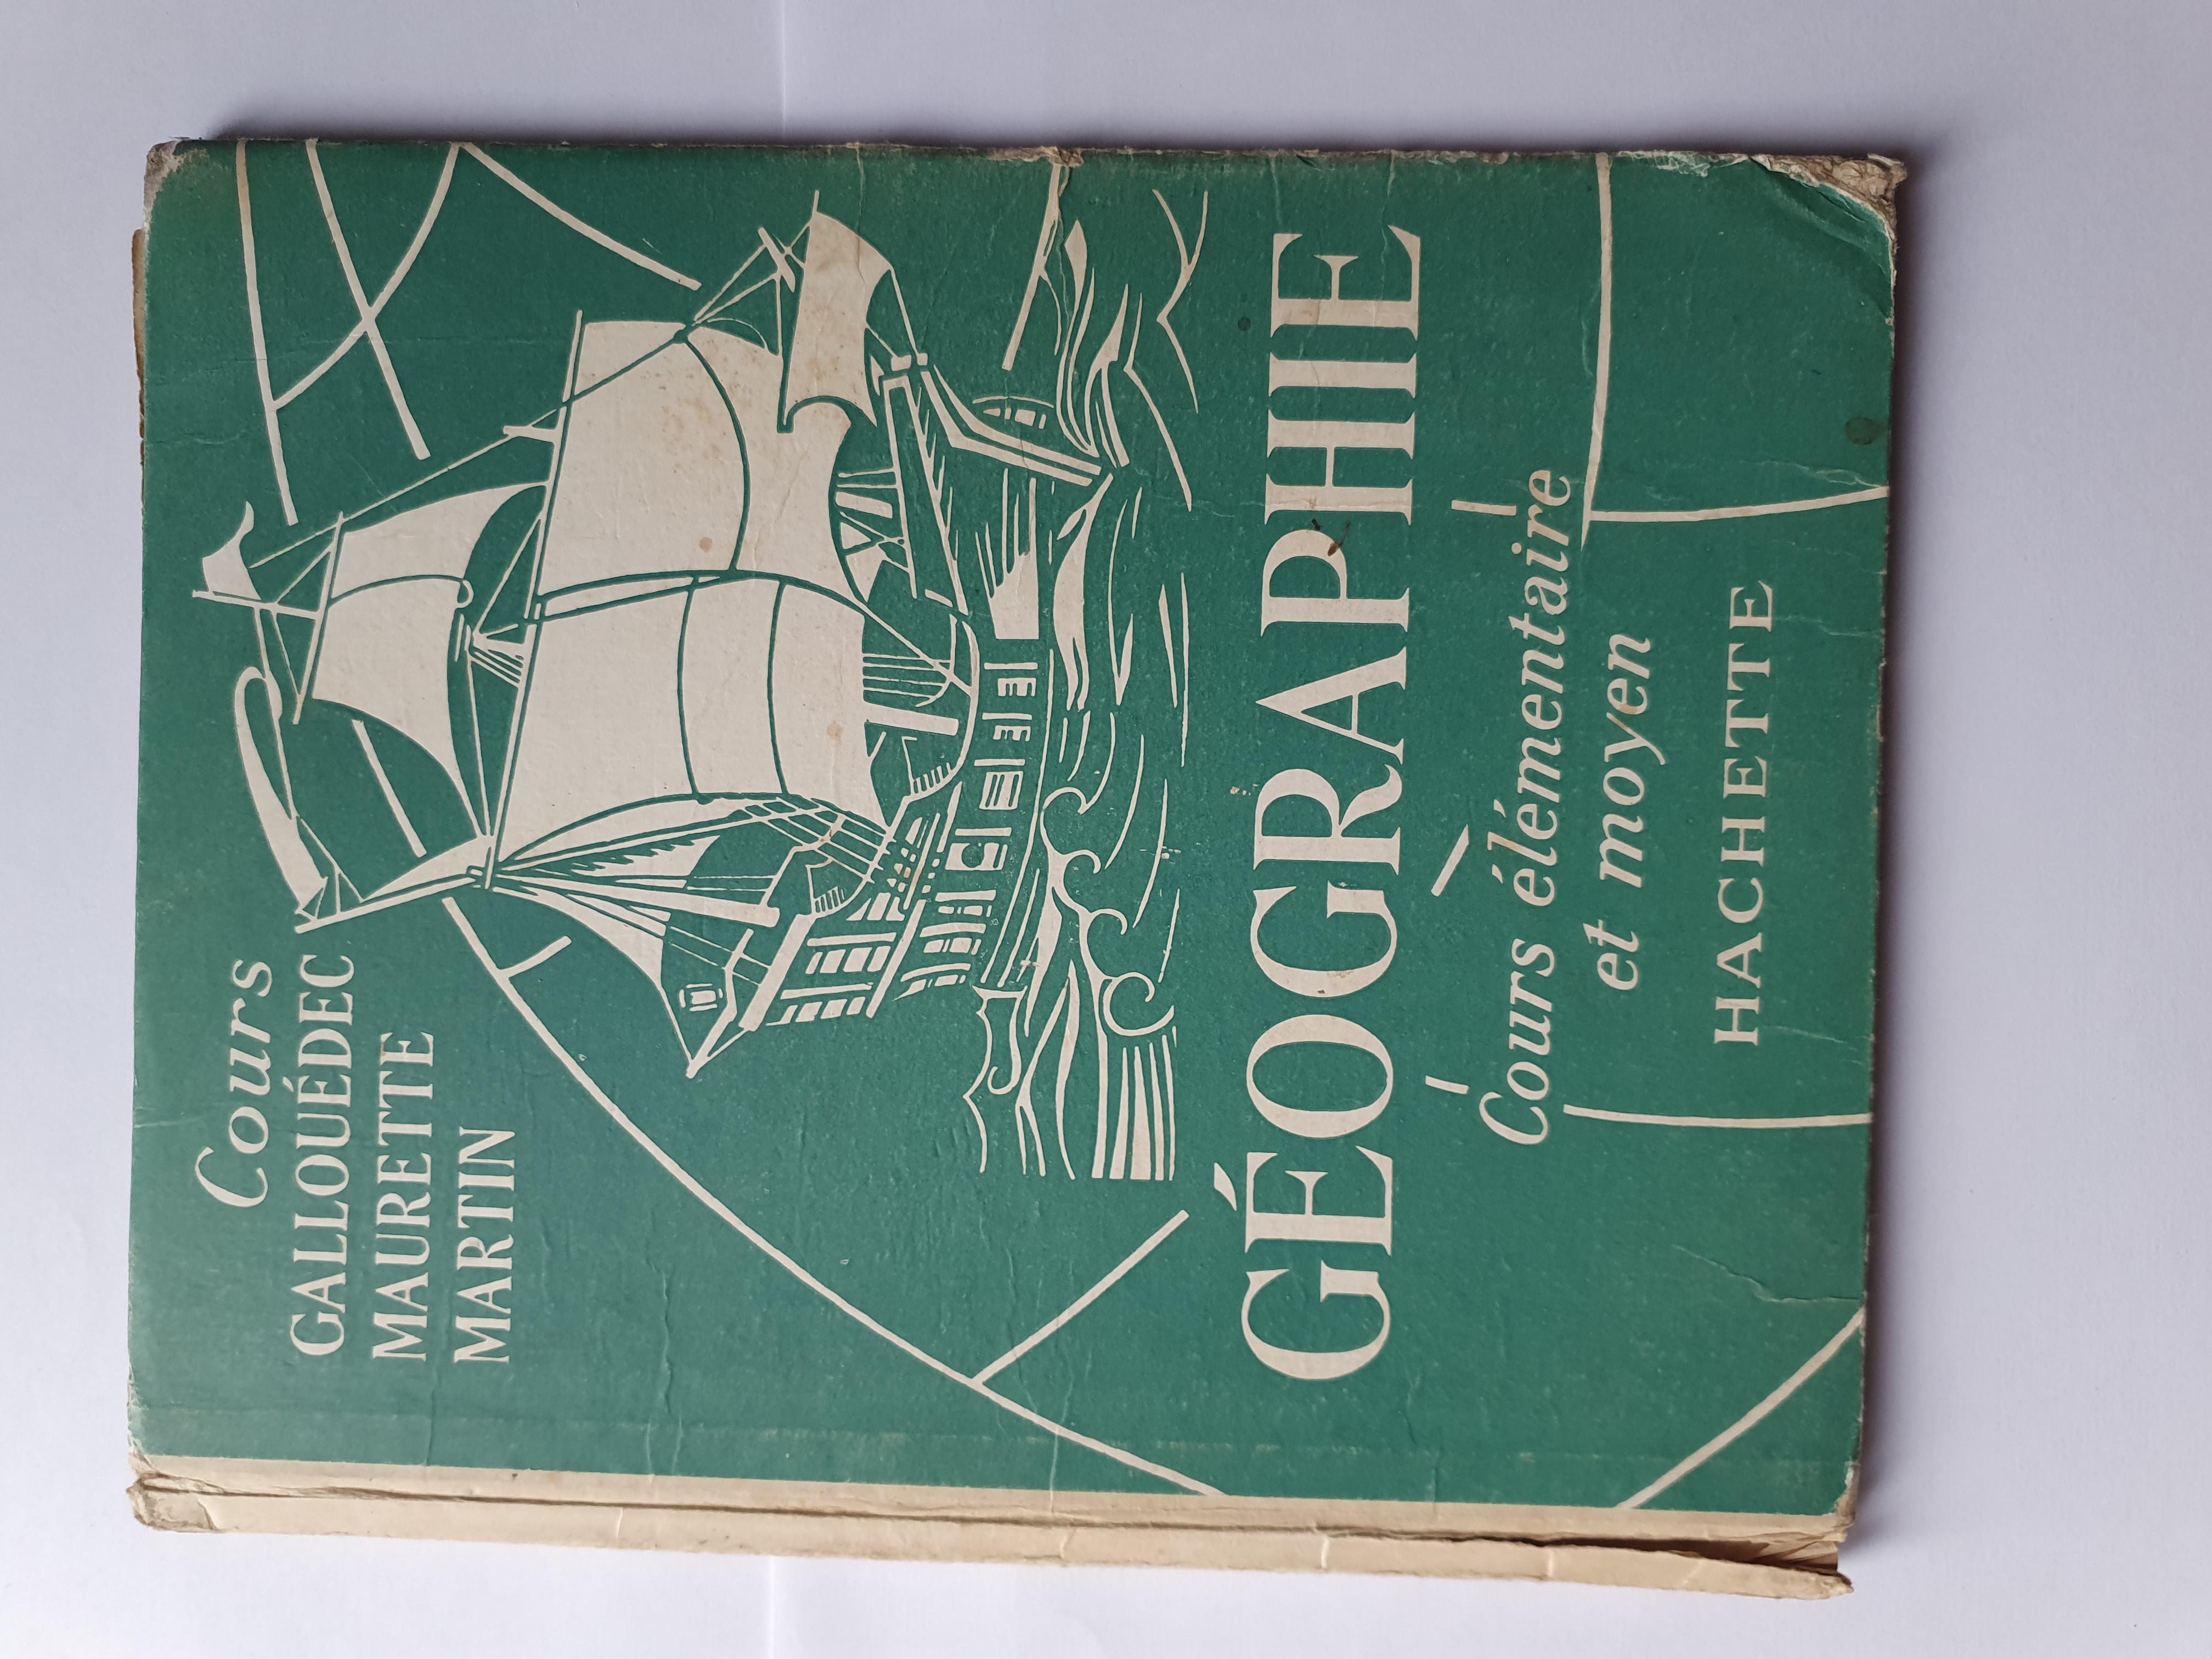 Cours
GALLOUÉDEC
MAURETTE
MARTIN
GÉOGRAPHIE
Cours élémentaire
et moyen
HACHETTE